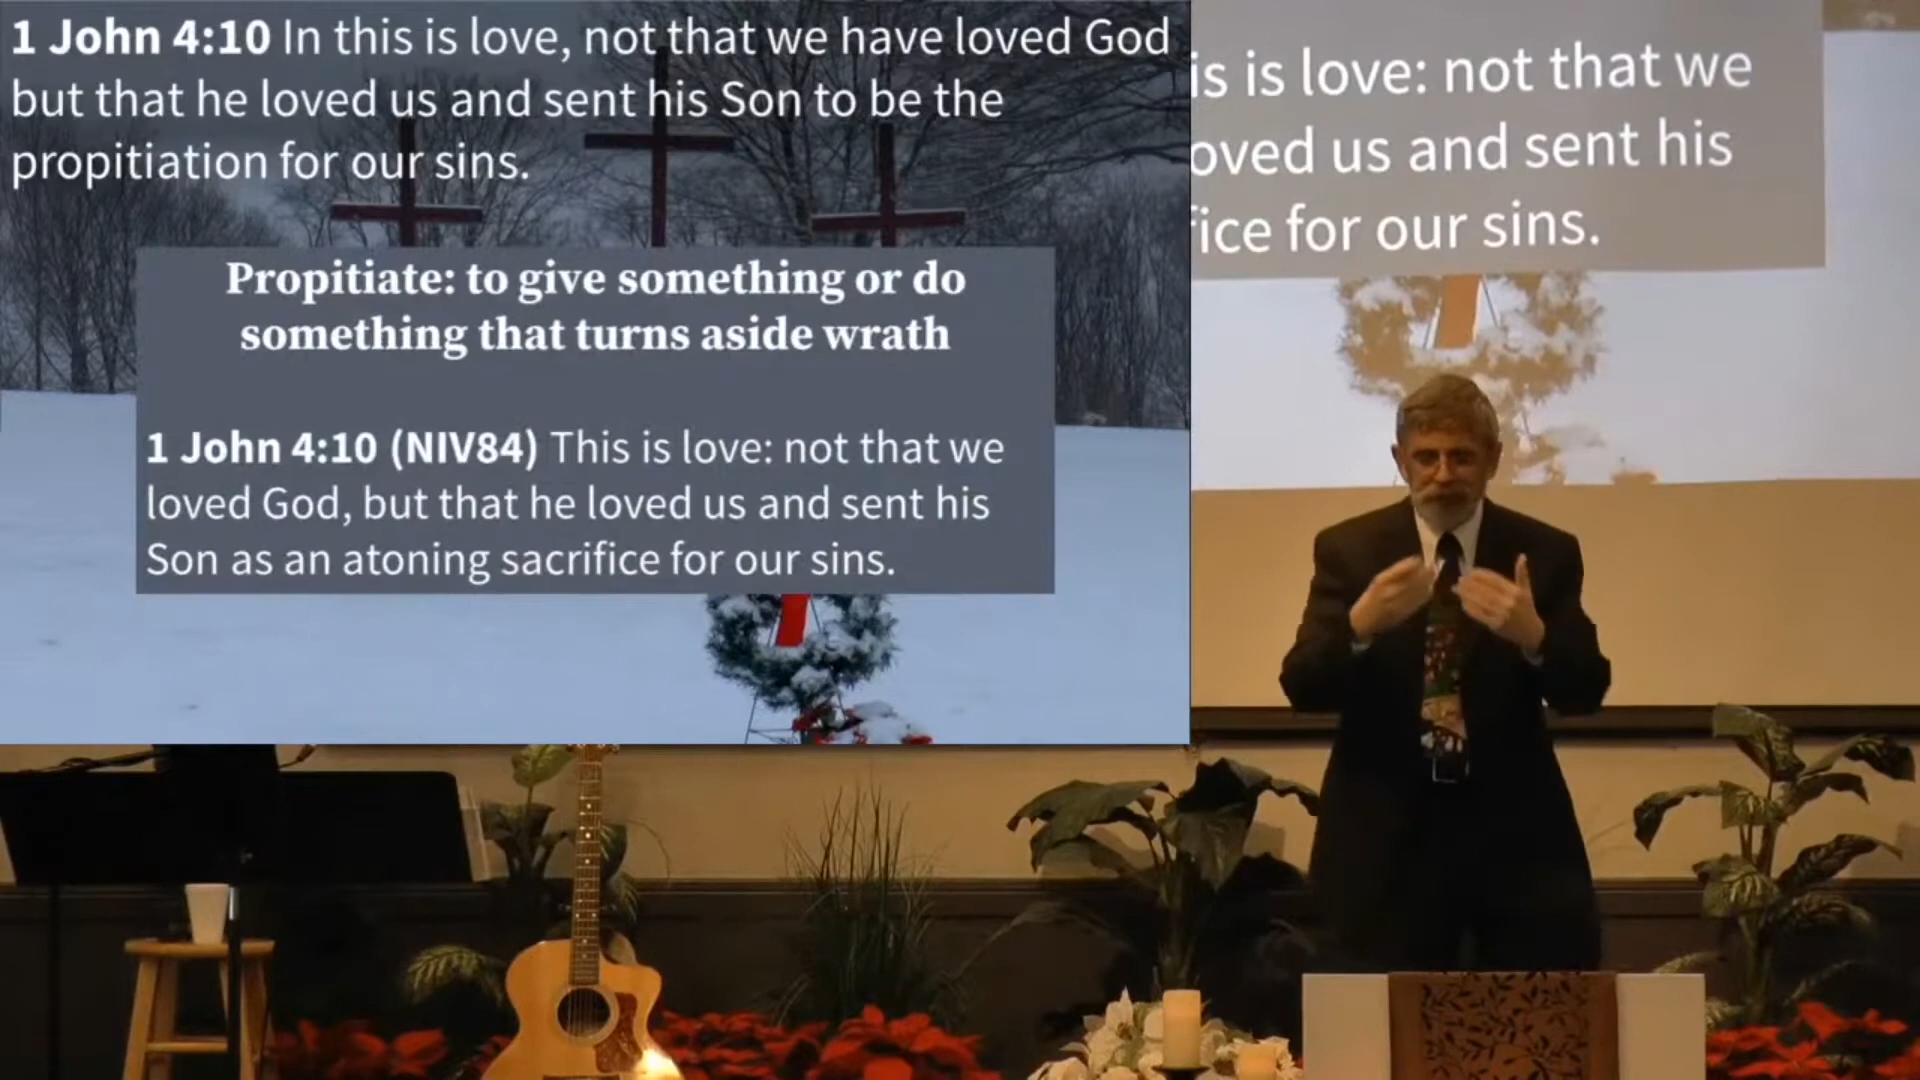 1 John 4:10 In this is love, not that we have loved God
but that he loved us and sent his Son to be the
propitiation for our sins.
Propitiate: to give something or do
something that turns aside wrath
1 John 4:10 (NIV84) This is love: not that we
loved God, but that he loved us and sent his
Son as an atoning sacrifice for our sins.
is is love: not that we
oved us and sent his
fice for our sins.